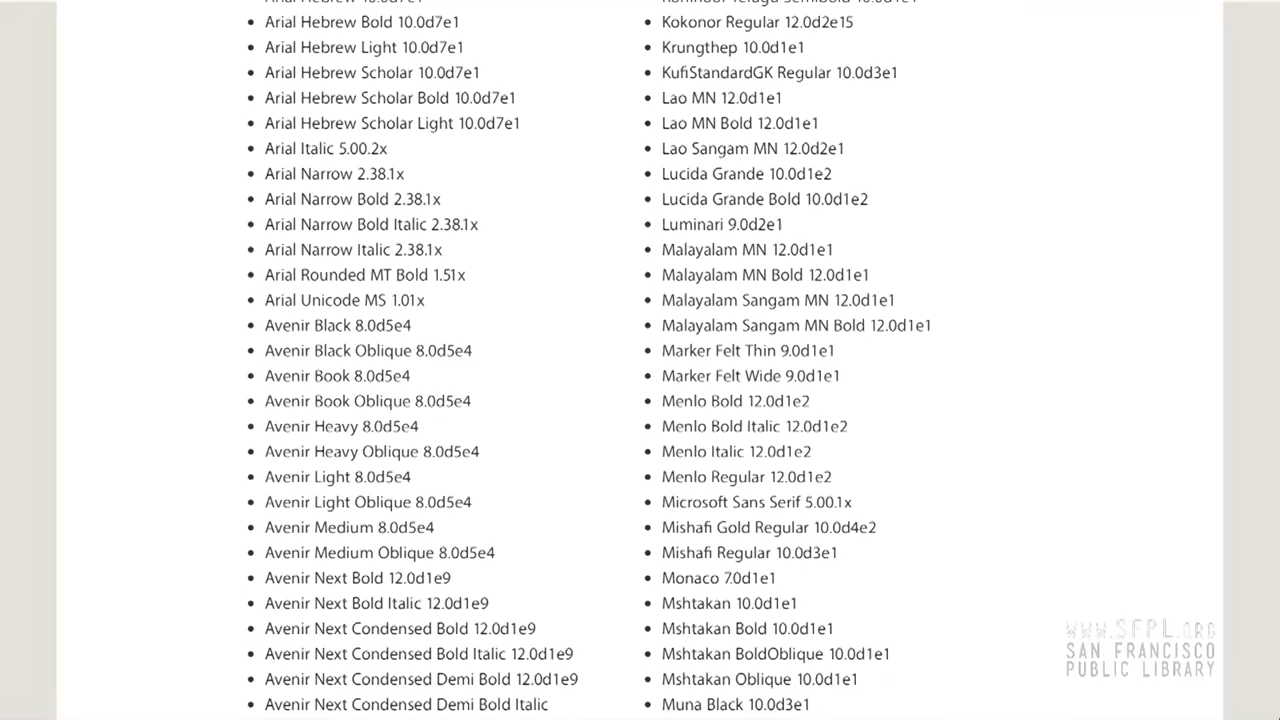 Arial Hebrew Bold 10.0d7e1
Arial Hebrew Light 10.0d7e1
Arial Hebrew Scholar 10.0d7e1
Arial Hebrew Scholar Bold 10.0d7e1
Arial Hebrew Scholar Light 10.0d7e1
Arial Italic 5.00.2x
Arial Narrow 2.38.1x
Arial Narrow Bold 2.38.1x
Arial Narrow Bold Italic 2.38.1x
Arial Narrow Italic 2.38.1x
Arial Rounded MT Bold 1.51x
Arial Unicode MS 1.01x
Avenir Black 8.0d5e4
Avenir Black Oblique 8.0d5e4
Avenir Book 8.0d5e4
Avenir Book Oblique 8.0d5e4
Avenir Heavy 8.0d5e4
Avenir Heavy Oblique 8.0d5e4
Avenir Light 8.0d5e4
Avenir Light Oblique 8.0d5e4
Avenir Medium 8.0d5e4
Avenir Medium Oblique 8.0d5e4
Avenir Next Bold 12.0d1e9
Avenir Next Bold Italic 12.0d1e9
Avenir Next Condensed Bold 12.0d1e9
Avenir Next Condensed Bold Italic 12.0d1e9
Avenir Next Condensed Demi Bold 12.0d1e9
Avenir Next Condensed Demi Bold Italic
Kokonor Regular 12.0d2e15
Krungthep 10.0d1e1
KufiStandardGK Regular 10.0d3e1
Lao MN 12.0d1e1
Lao MN Bold 12.0d1e1
Lao Sangam MN 12.0d2e1
Lucida Grande 10.0d1e2
Lucida Grande Bold 10.0d1e2
Luminari 9.0d2e1
Malayalam MN 12.0d1e1
Malayalam MN Bold 12.0d1e1
Malayalam Sangam MN 12.0d1e1
Malayalam Sangam MN Bold 12.0d1e1
Marker Felt Thin 9.0d1e1
Marker Felt Wide 9.0d1e1
Menlo Bold 12.0d1e2
Menlo Bold Italic 12.0d1e2
Menlo Italic 12.0d1e2
Menlo Regular 12.0d1e2
Microsoft Sans Serif 5.00.1x
Mishafi Gold Regular 10.0d4e2
Mishafi Regular 10.0d3e1
Monaco 7.0d1e1
Mshtakan 10.0d1e1
Mshtakan Bold 10.0d1e1
Mshtakan BoldOblique 10.0d1e1
Mshtakan Oblique 10.0d1e1
Muna Black 10.0d3e1
WWW.SFPL.ORG
SAN FRANCISCO
PUBLIC LIBRARY